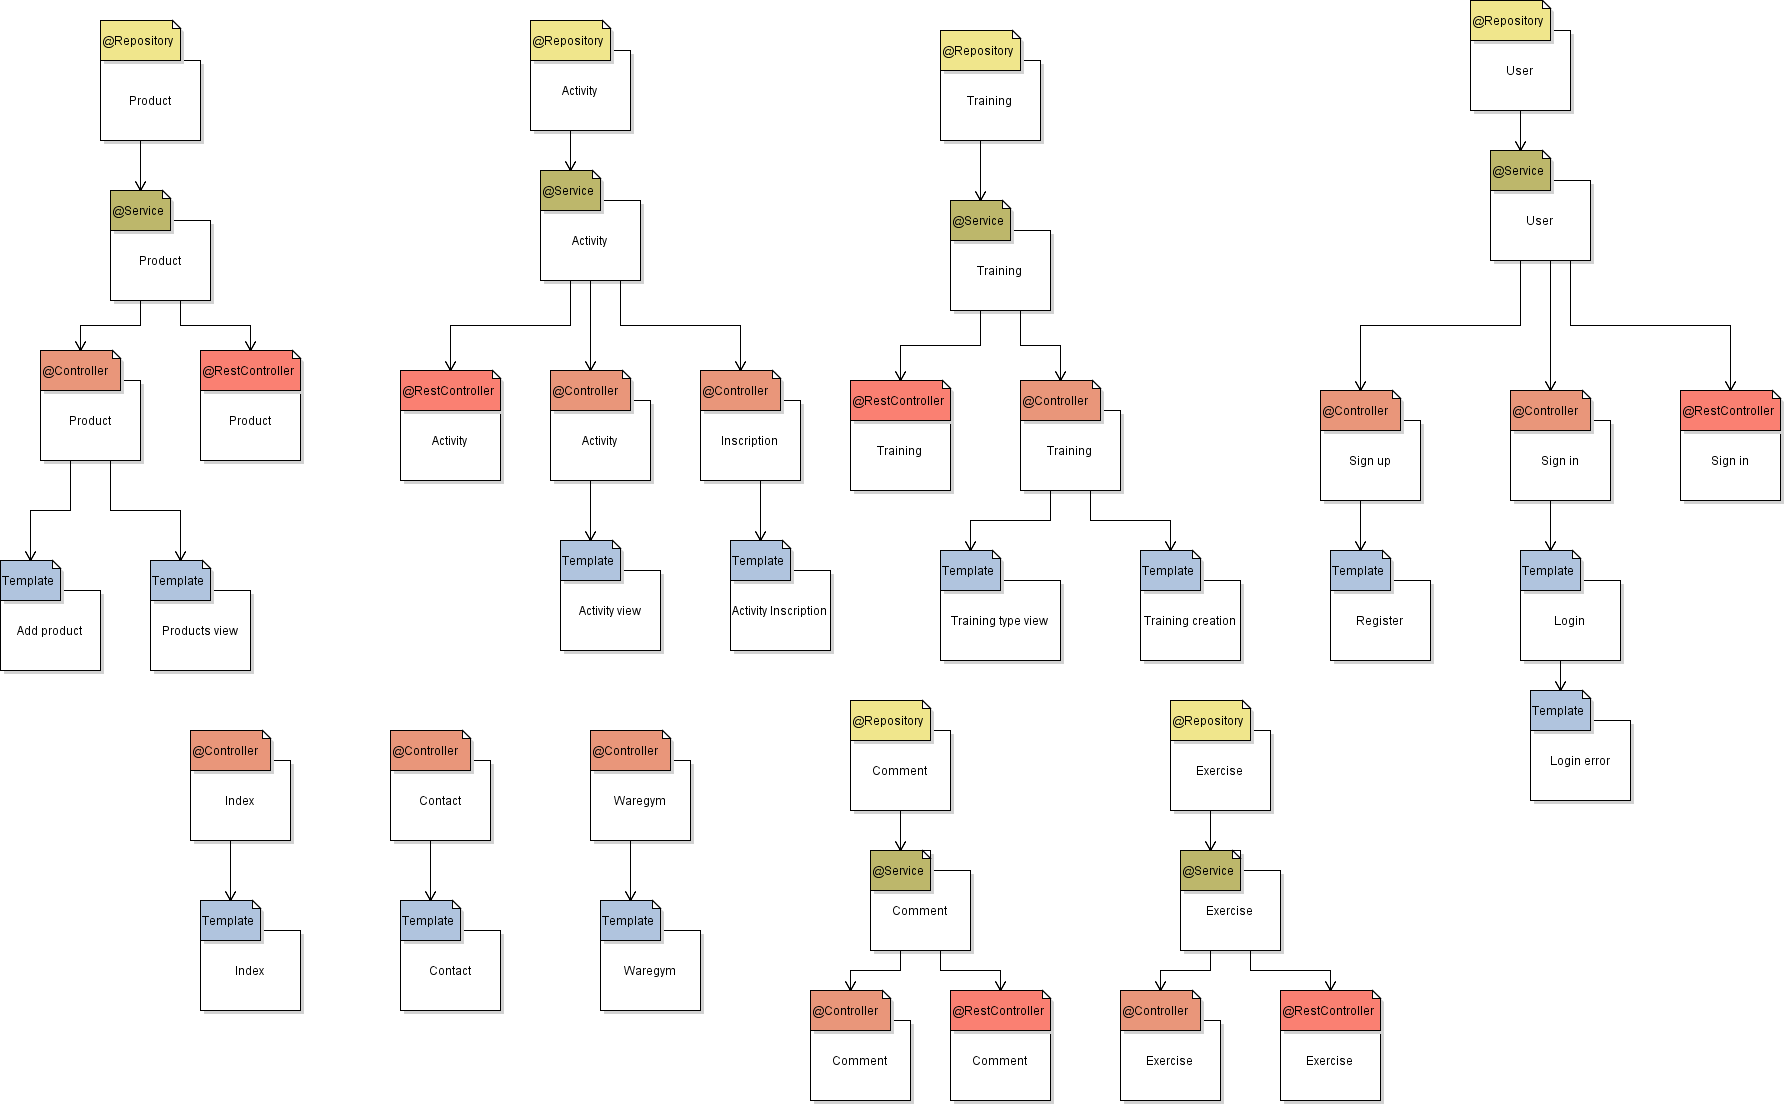 @Repository
Product
@Service
Product
@Controller
Product
@RestController
Product
Template
Add product
Template
Products view
@Repository
Activity
@Service
Activity
@RestController
Activity
@Controller
Activity
@Controller
Inscription
Template
Activity view
Template
Activity Inscription
@Repository
Training
@Service
Training
@RestController
Training
@Controller
Training
Template
Training type view
Template
Training creation
@Repository
User
@Service
User
@Controller
Sign up
@Controller
Sign in
@RestController
Sign in
Template
Register
Template
Login
Template
Login error
@Controller
Index
Template
Index
@Controller
Contact
Template
Contact
@Controller
Waregym
Template
Waregym
@Repository
Comment
@Service
Comment
@Controller
Comment
@RestController
Comment
@Repository
Exercise
@Service
Exercise
@Controller
Exercise
@RestController
Exercise